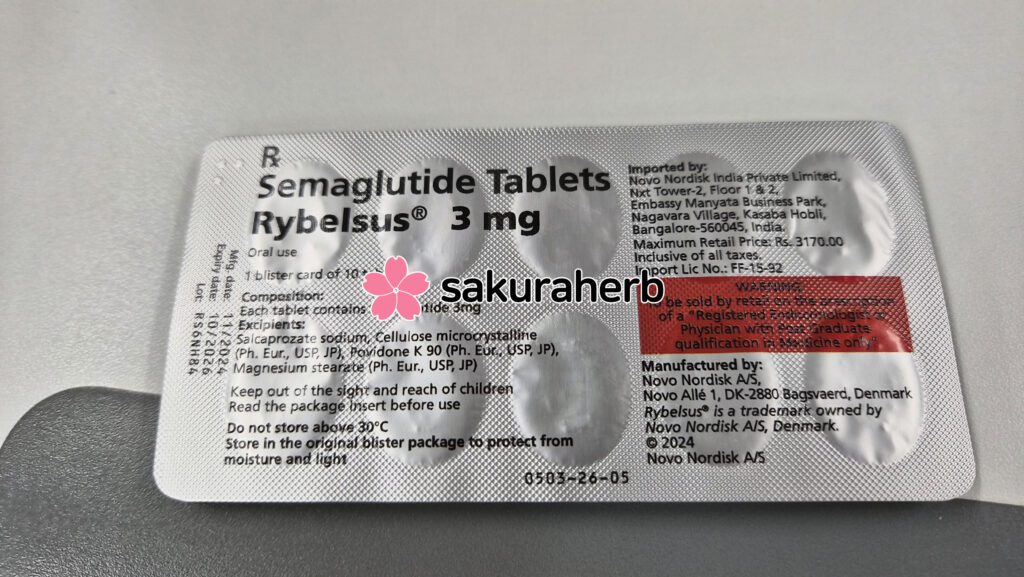 Rx
Semaglutide Tablets
Rybelsus® 3 mg
Oral use
1 blister card of 10
Composition:
Each tablet contains 3mg
Excipients:
Salcaprozate sodium, Cellulose microcrystalline
(Ph. Eur., USP, JP), Povidone K 90 (Ph. Eur., USP, JP),
Magnesium stearate (Ph. Eur., USP, JP)
Keep out of the sight and reach of children
Read the package insert before use
Do not store above 30°C
Store in the original blister package to protect from
moisture and light
Mfg. date: 11/2024
Expiry date: 10/2026
Lot: RS6NH84
sakuraherb
Imported by:
Novo Nordisk India Private Limited,
Nxt Tower-2, Floor 1 & 2,
Embassy Manyata Business Park,
Nagavara Village, Kasaba Hobli,
Bangalore-560045, India.
Maximum Retail Price: Rs. 3170.00
Inclusive of all taxes.
Import Lic No.: FF-15-92
WARNING
To be sold by retail on the prescription
of a "Registered Endocrinologist or
Physician with Post Graduate
qualification in Medicine only"
Manufactured by:
Novo Nordisk A/S,
Novo Allé 1, DK-2880 Bagsvaerd, Denmark
Rybelsus® is a trademark owned by
Novo Nordisk A/S, Denmark.
© 2024
Novo Nordisk A/S
0503-26-05